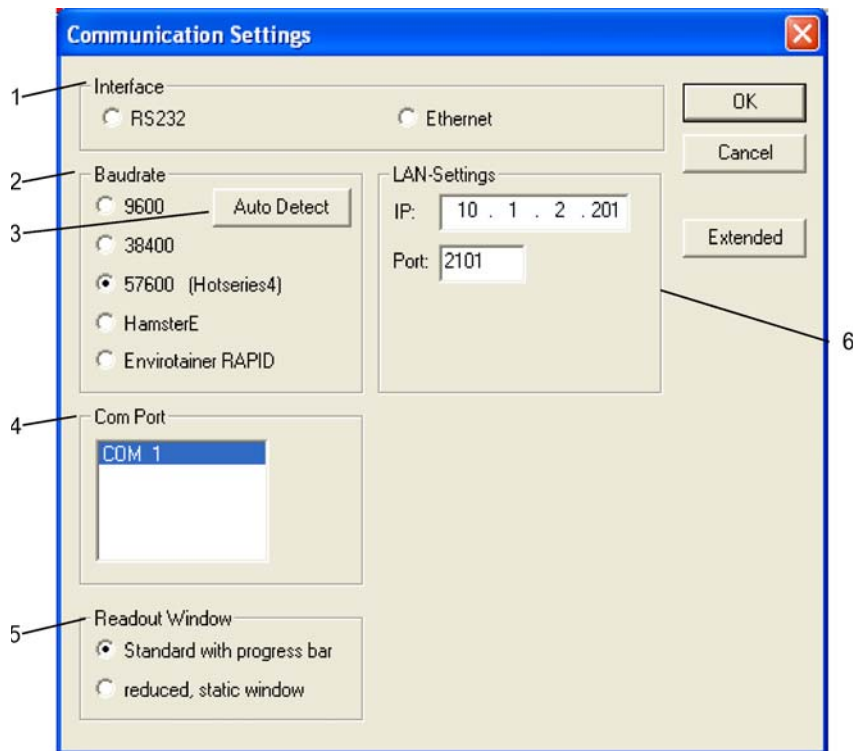 Communication Settings
1
Interface
RS232
Ethernet
OK
Cancel
Extended
2
Baudrate
3
9600
Auto Detect
38400
57600 (Hotseries4)
HamsterE
Envirotainer RAPID
LAN-Settings
IP: 10 . 1 . 2 . 201
Port: 2101
6
4
Com Port
COM 1
5
Readout Window
Standard with progress bar
reduced, static window